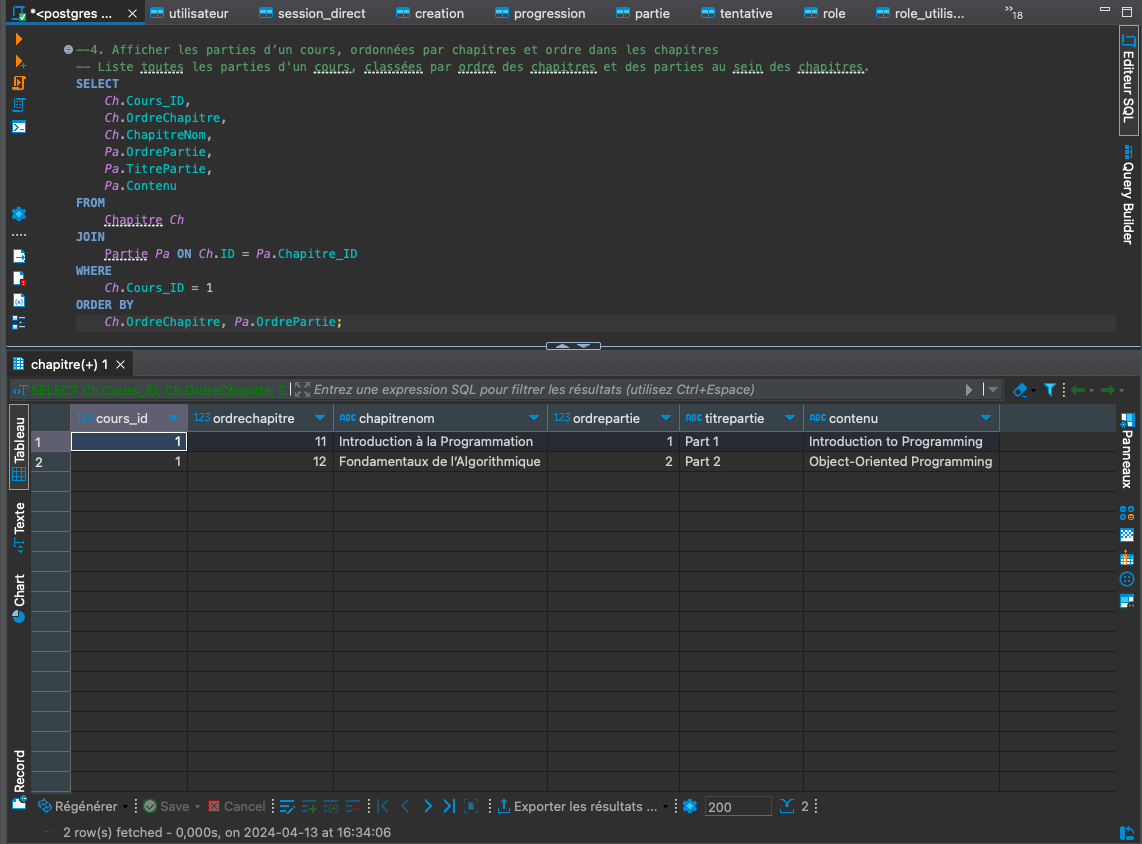 *<postgres ...
utilisateur
session_direct
creation
progression
partie
tentative
role
role_utilis...
»18
--4. Afficher les parties d’un cours, ordonnées par chapitres et ordre dans les chapitres
-- Liste toutes les parties d'un cours, classées par ordre des chapitres et des parties au sein des chapitres.
SELECT
Ch.Cours_ID,
Ch.OrdreChapitre,
Ch.ChapitreNom,
Pa.OrdrePartie,
Pa.TitrePartie,
Pa.Contenu
FROM
Chapitre Ch
JOIN
Partie Pa ON Ch.ID = Pa.Chapitre_ID
WHERE
Ch.Cours_ID = 1
ORDER BY
Ch.OrdreChapitre, Pa.OrdrePartie;
Editeur SQL
Query Builder
chapitre(+) 1
SELECT Ch.Cours_ID, Ch.OrdreChapitre, C
Entrez une expression SQL pour filtrer les résultats (utilisez Ctrl+Espace)
Tableau
Texte
Chart
Record
Panneaux
123 cours_id 123 ordrechapitre ABC chapitrenom 123 ordrepartie ABC titrepartie ABC contenu
1 1 11 Introduction à la Programmation 1 Part 1 Introduction to Programming
2 1 12 Fondamentaux de l’Algorithmique 2 Part 2 Object-Oriented Programming
Régénérer Save Cancel Exporter les résultats ... 200 2
2 row(s) fetched - 0,000s, on 2024-04-13 at 16:34:06